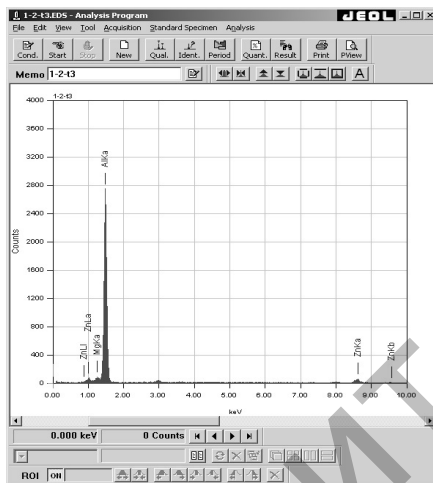 1-2-t3.EDS - Analysis Program
JEOL
File Edit View Tool Acquisition Standard Specimen Analysis
Cond. Start Stop New Qual. Ident. Period Quant. Result Print PView
Memo 1-2-t3
A
1-2-t3
4000
3600
3200
2800
2400
2000
1600
1200
800
400
0
Counts
ZnLl
ZnLa
MgKa
AlKa
ZnKa
ZnKb
0.00 1.00 2.00 3.00 4.00 5.00 6.00 7.00 8.00 9.00 10.00
keV
0.000 keV 0 Counts
ROI ON